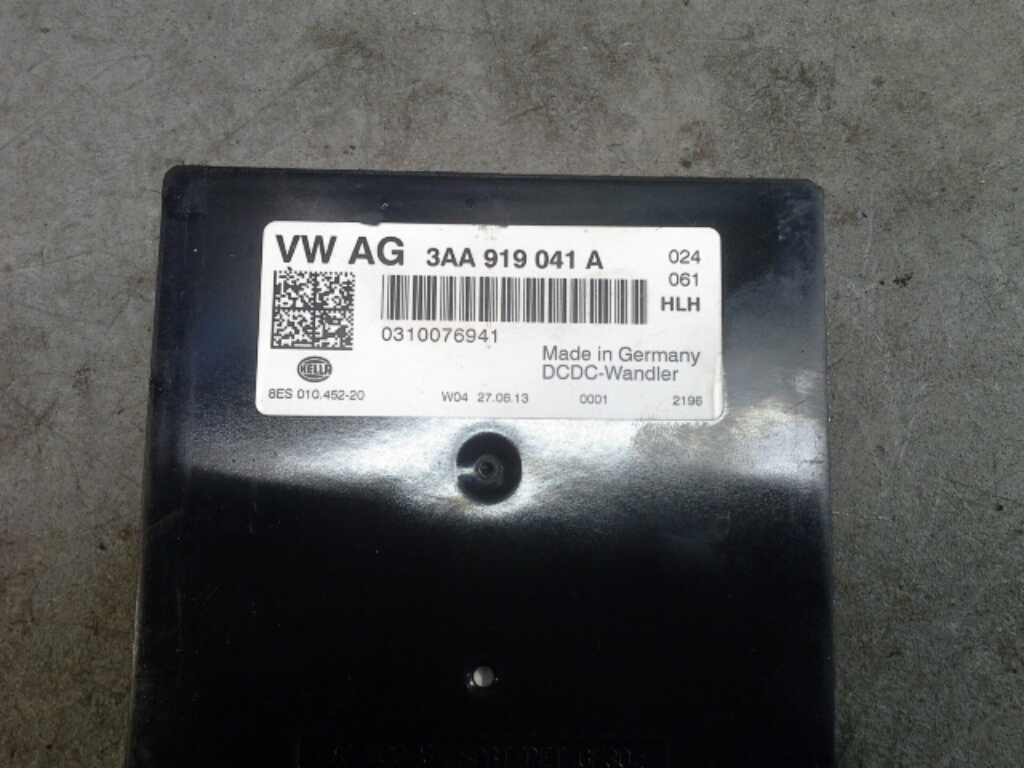 VW AG 3AA 919 041 A 024
061
HLH
0310076941
Made in Germany
DCDC-Wandler
HELLA
8ES 010.452-20 W04 27.06.13 0001 2196